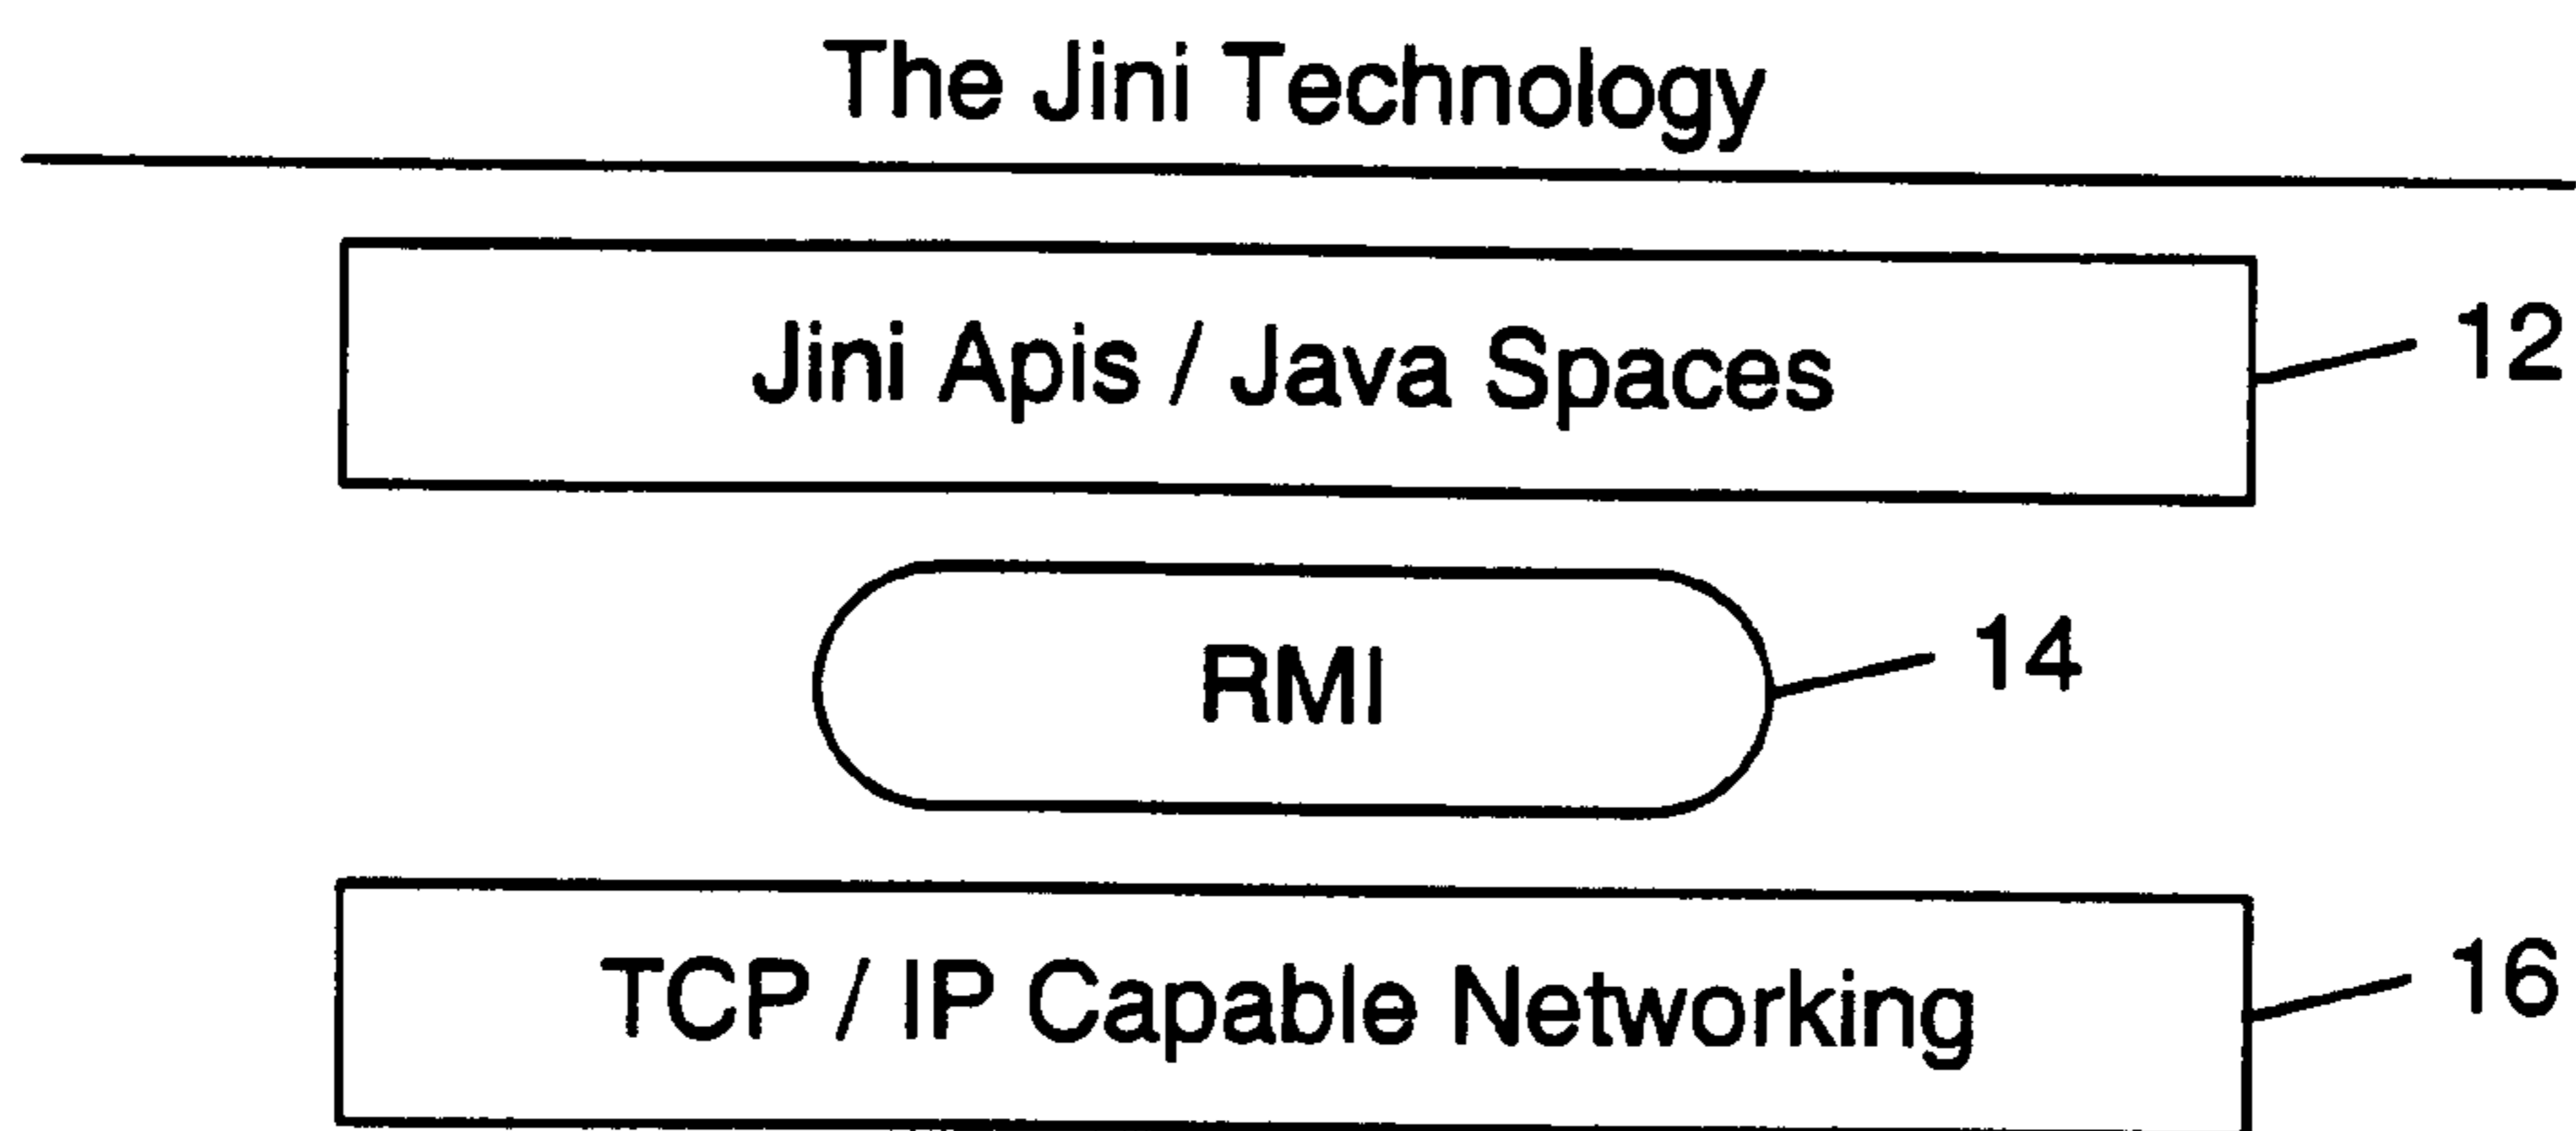 The Jini Technology
Jini Apis / Java Spaces
12
RMI
14
TCP / IP Capable Networking
16